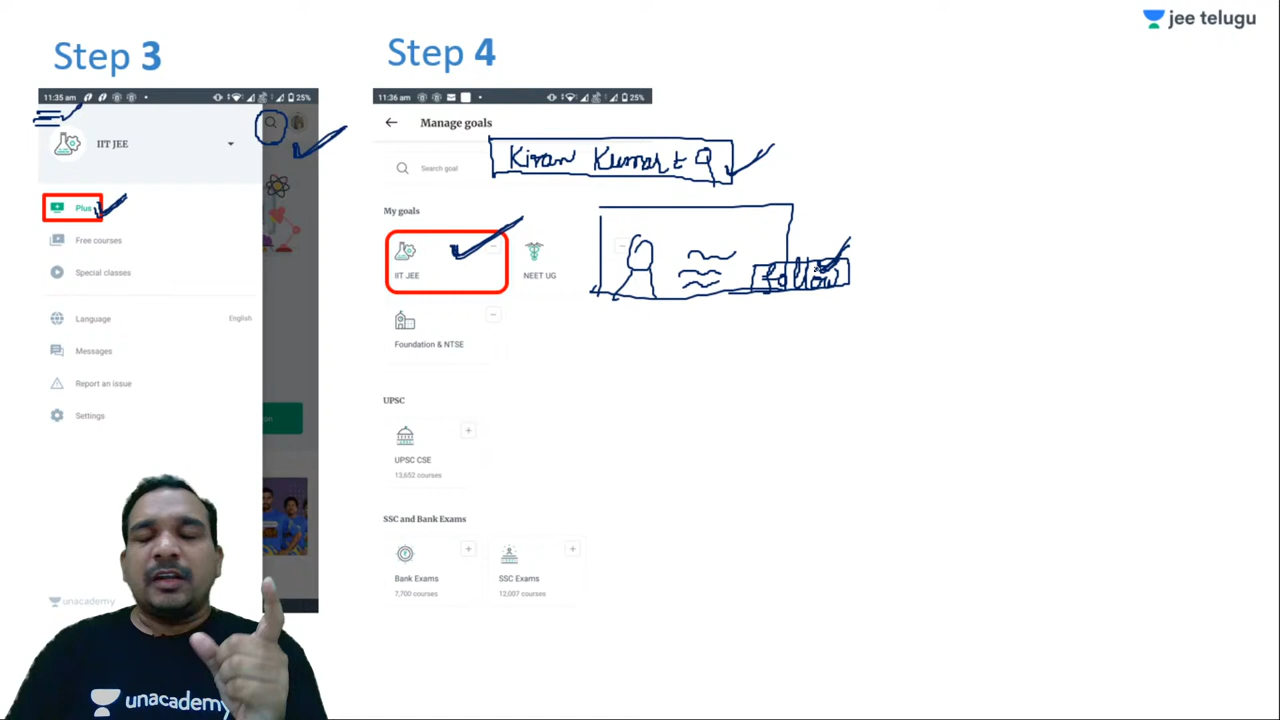 jee telugu
Step 3
Step 4
11:35 am
25%
11:36 am
25%
IIT JEE
Manage goals
Kiran Kumar t
Search goal
Plus
Free courses
Special classes
My goals
IIT JEE
NEET UG
Follow
Language
English
Messages
Report an issue
Settings
Foundation & NTSE
UPSC
UPSC CSE
13,652 courses
SSC and Bank Exams
Bank Exams
7,700 courses
SSC Exams
12,007 courses
unacademy
unacademy